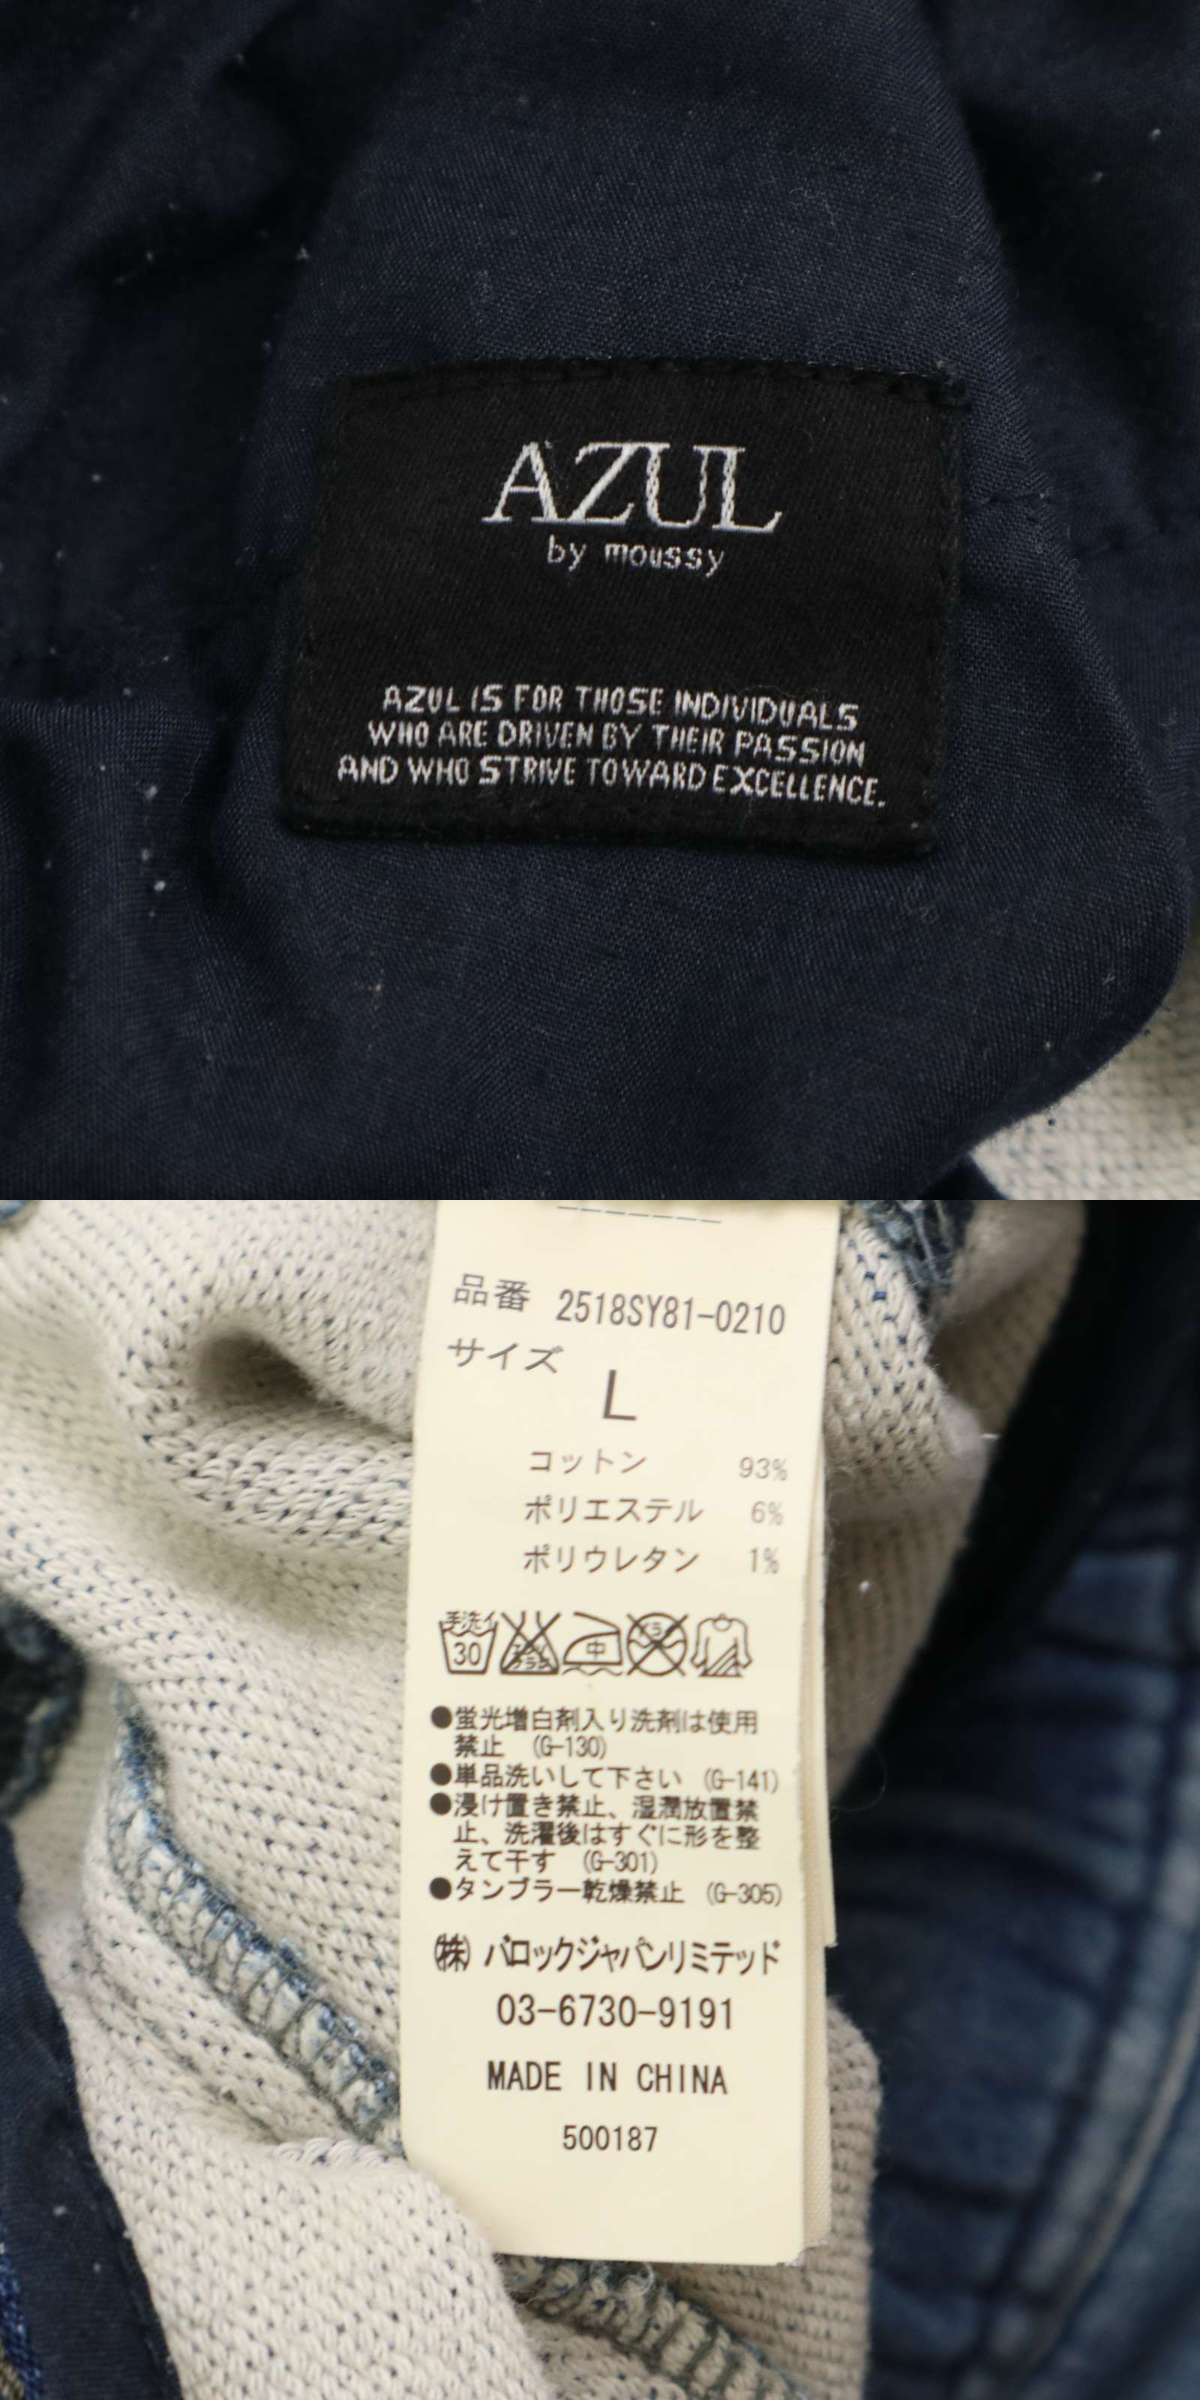 AZUL
by moussy
AZUL IS FOR THOSE INDIVIDUALS
WHO ARE DRIVEN BY THEIR PASSION
AND WHO STRIVE TOWARD EXCELLENCE.
品番 2518SY81-0210
サイズ
L
コットン 93%
ポリエステル 6%
ポリウレタン 1%
手洗イ
30
中
●蛍光増白剤入り洗剤は使用
禁止 (G-130)
●単品洗いして下さい (G-141)
●浸け置き禁止、湿潤放置禁
止、洗濯後はすぐに形を整
えて干す (G-301)
●タンブラー乾燥禁止 (G-305)
(株)バロックジャパンリミテッド
03-6730-9191
MADE IN CHINA
500187